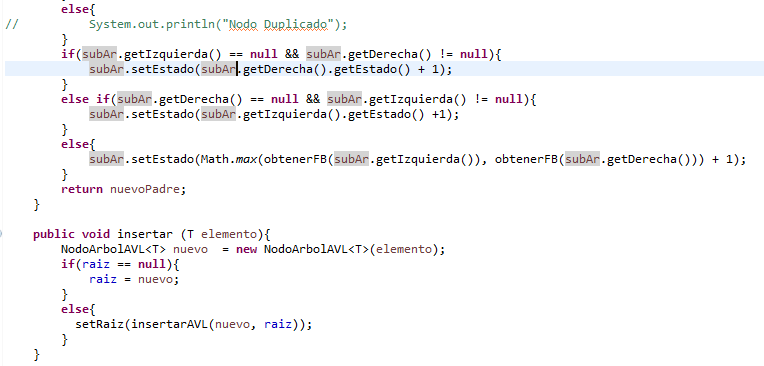 else{
// System.out.println("Nodo Duplicado");
}
if(subAr.getIzquierda() == null && subAr.getDerecha() != null){
subAr.setEstado(subAr.getDerecha().getEstado() + 1);
}
else if(subAr.getDerecha() == null && subAr.getIzquierda() != null){
subAr.setEstado(subAr.getIzquierda().getEstado() +1);
}
else{
subAr.setEstado(Math.max(obtenerFB(subAr.getIzquierda()), obtenerFB(subAr.getDerecha())) + 1);
}
return nuevoPadre;
}
public void insertar (T elemento){
NodoArbolAVL<T> nuevo  = new NodoArbolAVL<T>(elemento);
if(raiz == null){
raiz = nuevo;
}
else{
setRaiz(insertarAVL(nuevo, raiz));
}
}